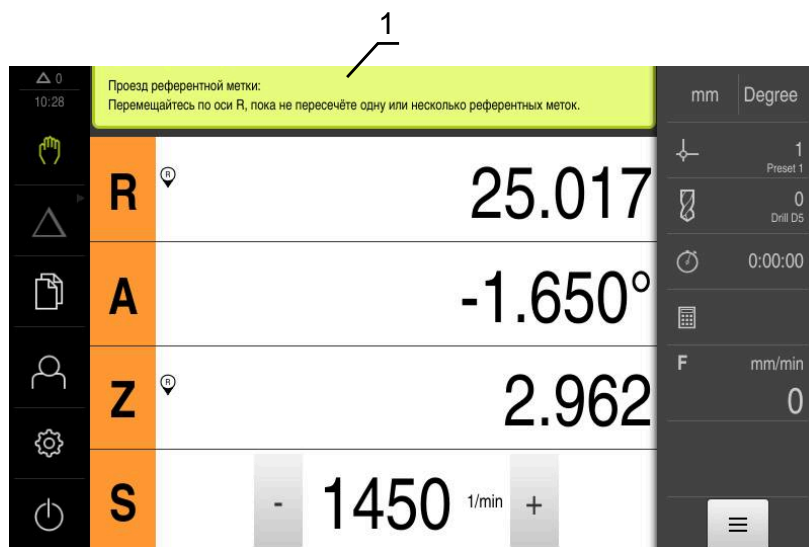 1
0
10:28
Проезд референтной метки:
Перемещайтесь по оси R, пока не пересечёте одну или несколько референтных меток.
mm Degree
R R 25.017
A -1.650°
Z R 2.962
S - 1450 1/min +
1
Preset 1
0
Drill D5
0:00:00
F mm/min
0